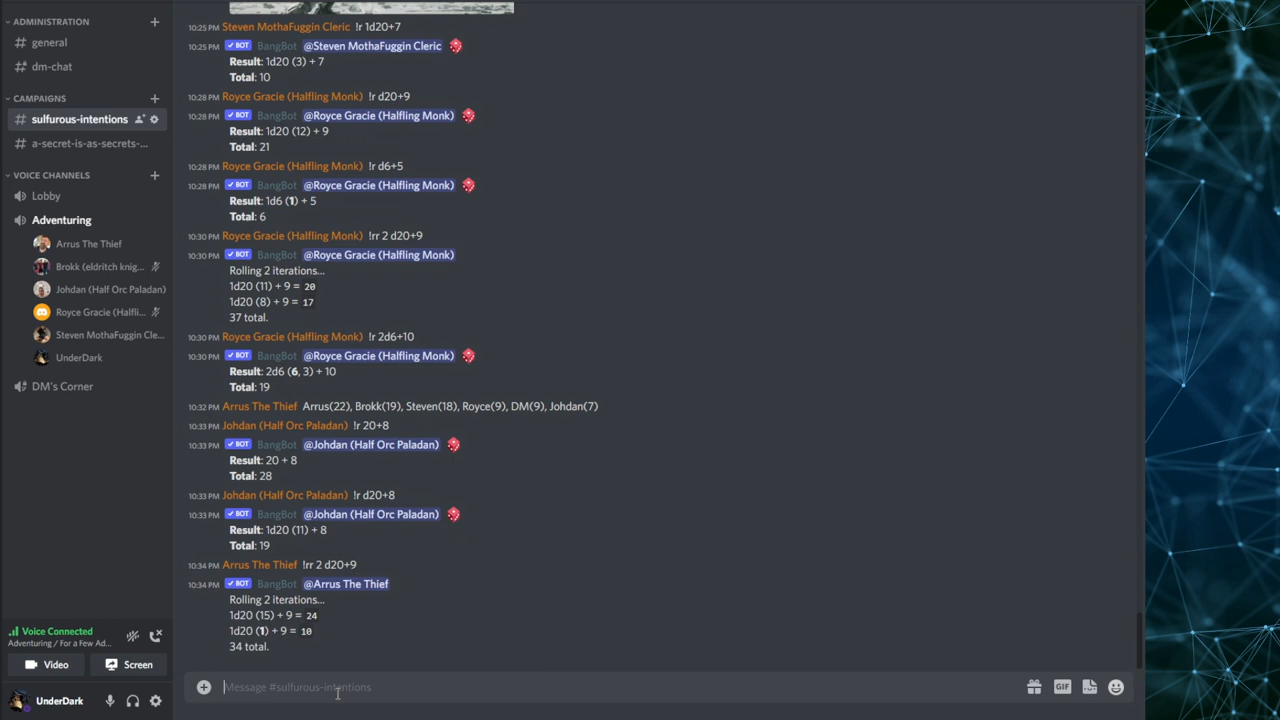 ADMINISTRATION
general
dm-chat
CAMPAIGNS
sulfurous-intentions
a-secret-is-as-secrets-...
VOICE CHANNELS
Lobby
Adventuring
Arrus The Thief
Brokk (eldritch knig...
Johdan (Half Orc Paladan)
Royce Gracie (Halfli...
Steven MothaFuggin Cle...
UnderDark
DM's Corner
Voice Connected
Adventuring / For a Few Ad...
Video
Screen
UnderDark
10:25 PM Steven MothaFuggin Cleric !r 1d20+7
10:25 PM BOT BangBot @Steven MothaFuggin Cleric
Result: 1d20 (3) + 7
Total: 10
10:28 PM Royce Gracie (Halfling Monk) !r d20+9
10:28 PM BOT BangBot @Royce Gracie (Halfling Monk)
Result: 1d20 (12) + 9
Total: 21
10:28 PM Royce Gracie (Halfling Monk) !r d6+5
10:28 PM BOT BangBot @Royce Gracie (Halfling Monk)
Result: 1d6 (1) + 5
Total: 6
10:30 PM Royce Gracie (Halfling Monk) !rr 2 d20+9
10:30 PM BOT BangBot @Royce Gracie (Halfling Monk)
Rolling 2 iterations...
1d20 (11) + 9 = 20
1d20 (8) + 9 = 17
37 total.
10:30 PM Royce Gracie (Halfling Monk) !r 2d6+10
10:30 PM BOT BangBot @Royce Gracie (Halfling Monk)
Result: 2d6 (6, 3) + 10
Total: 19
10:32 PM Arrus The Thief Arrus(22), Brokk(19), Steven(18), Royce(9), DM(9), Johdan(7)
10:33 PM Johdan (Half Orc Paladan) !r 20+8
10:33 PM BOT BangBot @Johdan (Half Orc Paladan)
Result: 20 + 8
Total: 28
10:33 PM Johdan (Half Orc Paladan) !r d20+8
10:33 PM BOT BangBot @Johdan (Half Orc Paladan)
Result: 1d20 (11) + 8
Total: 19
10:34 PM Arrus The Thief !rr 2 d20+9
10:34 PM BOT BangBot @Arrus The Thief
Rolling 2 iterations...
1d20 (15) + 9 = 24
1d20 (1) + 9 = 10
34 total.
Message #sulfurous-intentions
GIF